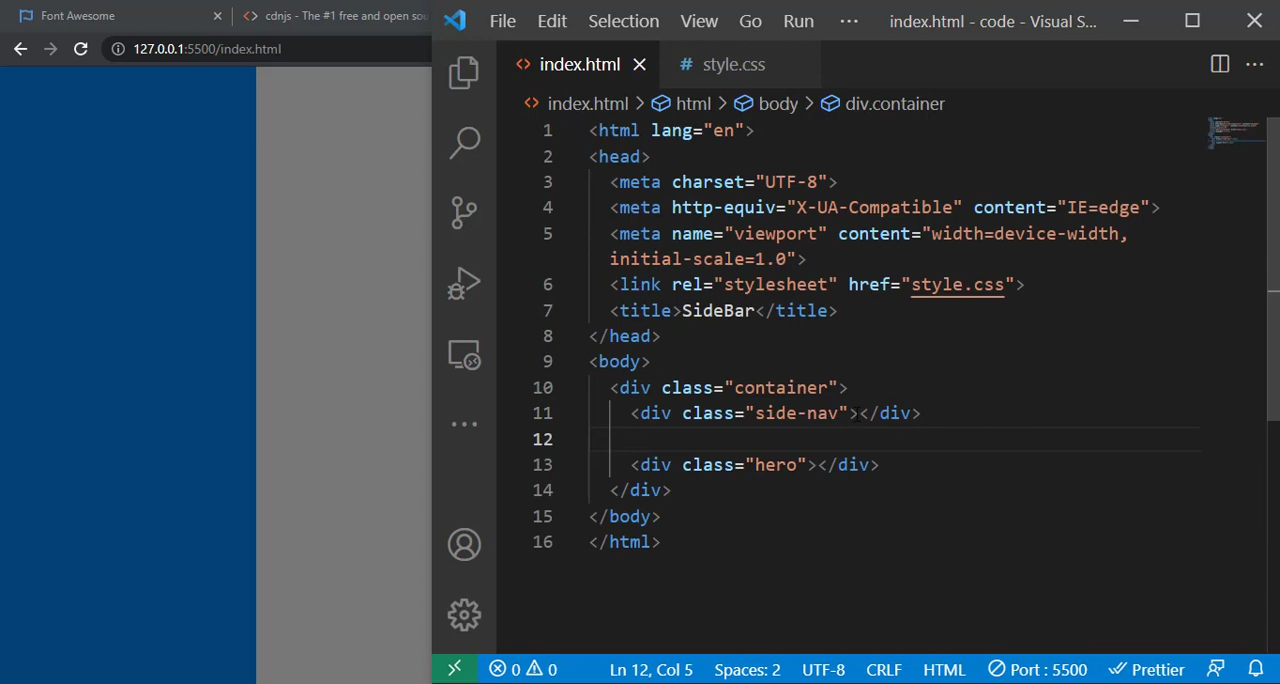 Font Awesome
cdnjs - The #1 free and open sou
127.0.0.1:5500/index.html
File Edit Selection View Go Run ··· index.html - code - Visual S...
index.html
# style.css
index.html > html > body > div.container
1 <html lang="en">
2 <head>
3 <meta charset="UTF-8">
4 <meta http-equiv="X-UA-Compatible" content="IE=edge">
5 <meta name="viewport" content="width=device-width,
initial-scale=1.0">
6 <link rel="stylesheet" href="style.css">
7 <title>SideBar</title>
8 </head>
9 <body>
10 <div class="container">
11 <div class="side-nav"></div>
12
13 <div class="hero"></div>
14 </div>
15 </body>
16 </html>
0 0 Ln 12, Col 5 Spaces: 2 UTF-8 CRLF HTML Port : 5500 Prettier